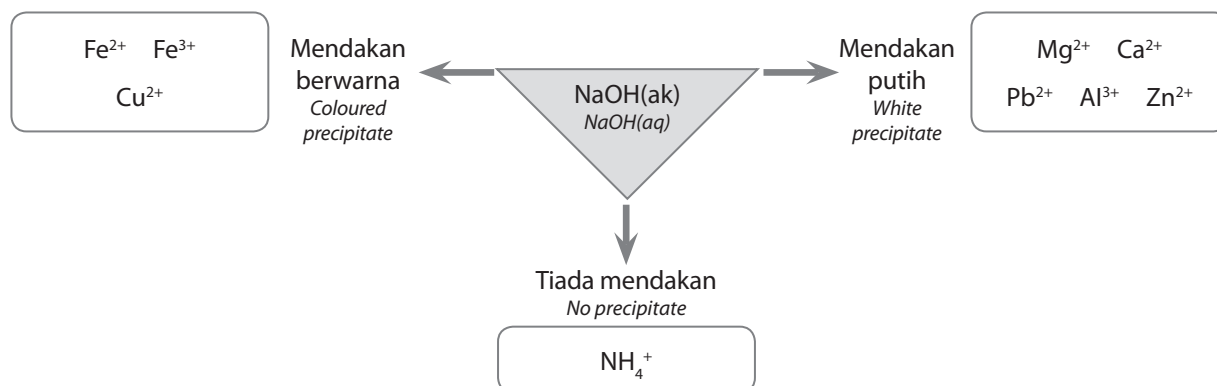 Fe²⁺ Fe³⁺
Cu²⁺
Mendakan
berwarna
Coloured
precipitate
NaOH(ak)
NaOH(aq)
Mendakan
putih
White
precipitate
Mg²⁺ Ca²⁺
Pb²⁺ Al³⁺ Zn²⁺
Tiada mendakan
No precipitate
NH₄⁺